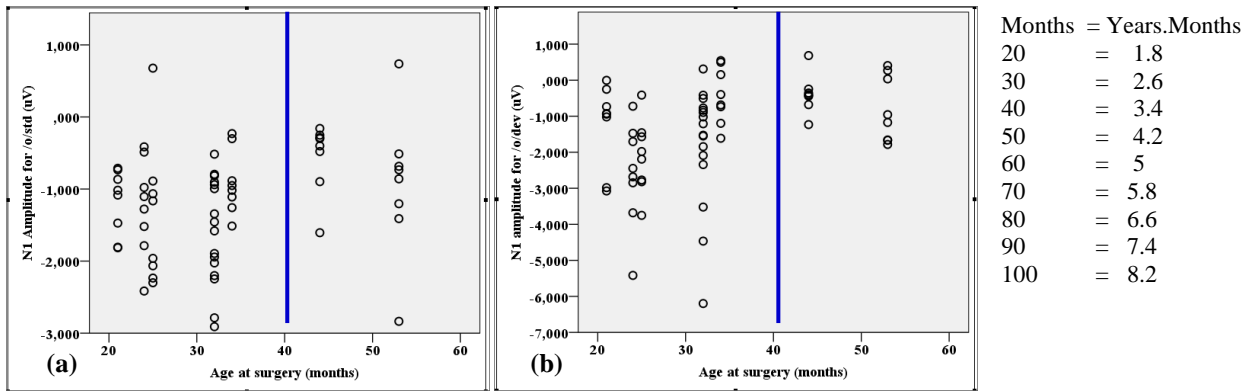 N1 Amplitude for /o/std (uV)
1,000
,000
-1,000
-2,000
-3,000
20 30 40 50 60
(a)
Age at surgery (months)
N1 amplitude for /o/dev (uV)
1,000
,000
-1,000
-2,000
-3,000
-4,000
-5,000
-6,000
-7,000
20 30 40 50 60
(b)
Age at surgery (months)
Months = Years.Months
20 = 1.8
30 = 2.6
40 = 3.4
50 = 4.2
60 = 5
70 = 5.8
80 = 6.6
90 = 7.4
100 = 8.2